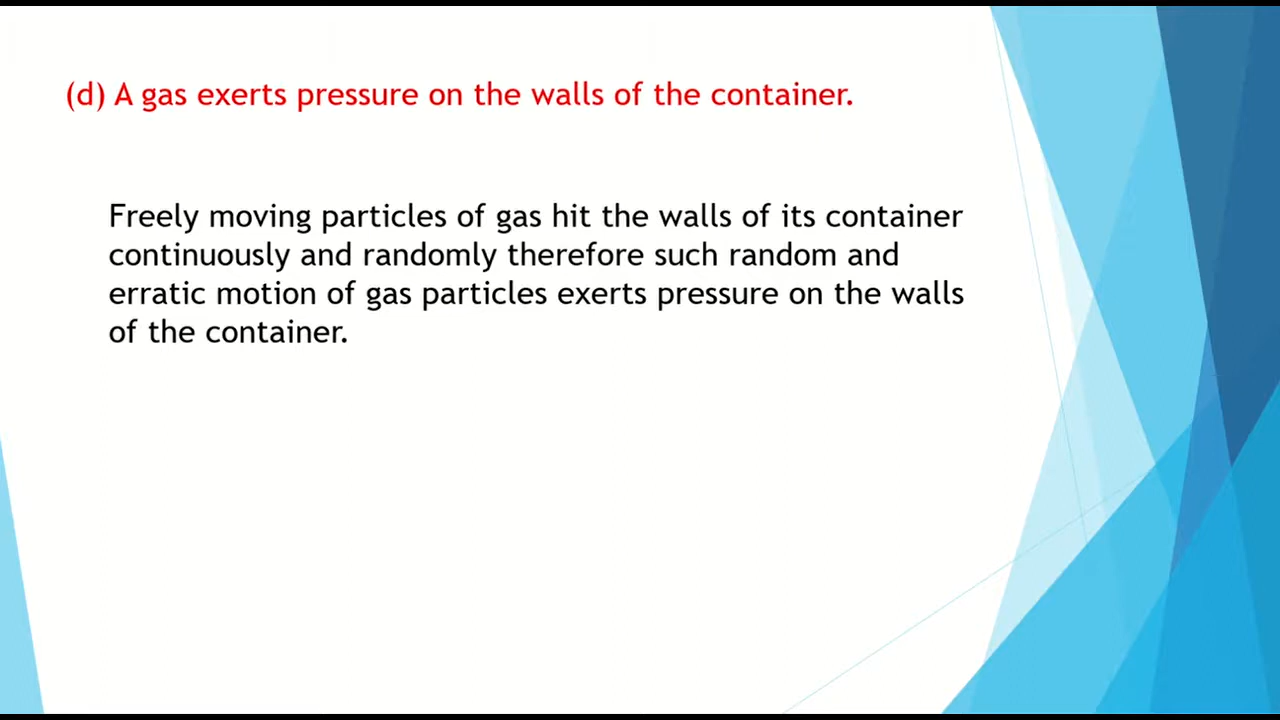 (d) A gas exerts pressure on the walls of the container.
Freely moving particles of gas hit the walls of its container
continuously and randomly therefore such random and
erratic motion of gas particles exerts pressure on the walls
of the container.